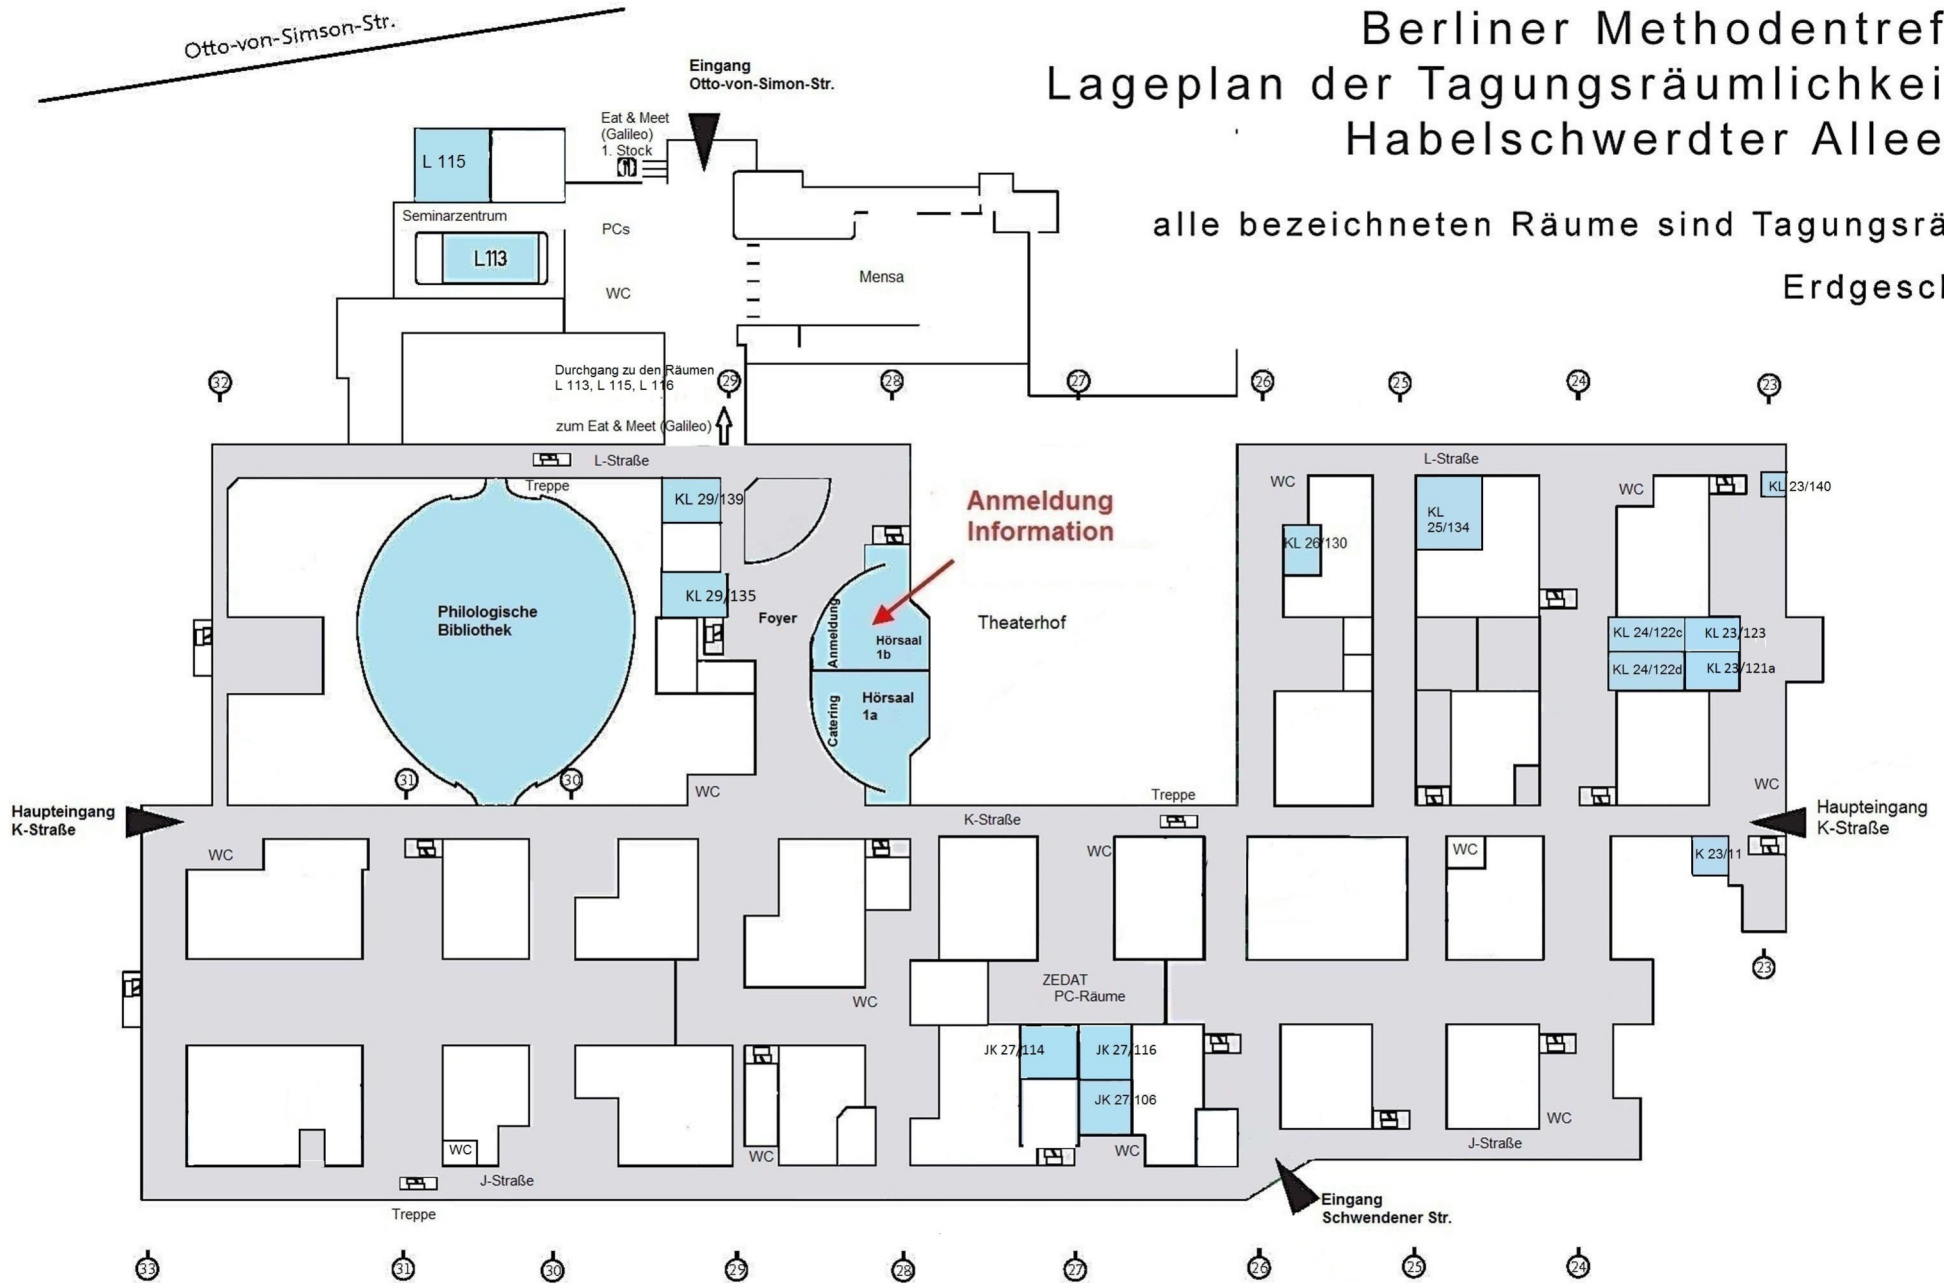 Otto-von-Simson-Str.
Berliner Methodentref
Lageplan der Tagungsräumlichkei
Habelschwerdter Allee
alle bezeichneten Räume sind Tagungsrä
Erdgescl
Eingang
Otto-von-Simon-Str.
Eat & Meet
(Galileo)
1. Stock
L 115
Seminarzentrum
PCs
L113
WC
Mensa
Durchgang zu den Räumen
L 113, L 115, L 116
zum Eat & Meet (Galileo)
32
29
28
27
26
25
24
23
L-Straße
L-Straße
Treppe
KL 29/139
KL 29/135
Philologische
Bibliothek
Foyer
Anmeldung
Hörsaal
1b
Catering
Hörsaal
1a
Anmeldung
Information
Theaterhof
WC
KL 26/130
KL
25/134
WC
KL 23/140
KL 24/122c
KL 23/123
KL 24/122d
KL 23/121a
31
30
WC
Treppe
WC
Haupteingang
K-Straße
K-Straße
Haupteingang
K-Straße
WC
WC
WC
K 23/11
23
WC
ZEDAT
PC-Räume
JK 27/114
JK 27/116
JK 27/106
WC
WC
WC
WC
J-Straße
J-Straße
Treppe
Eingang
Schwendener Str.
33
31
30
29
28
27
26
25
24